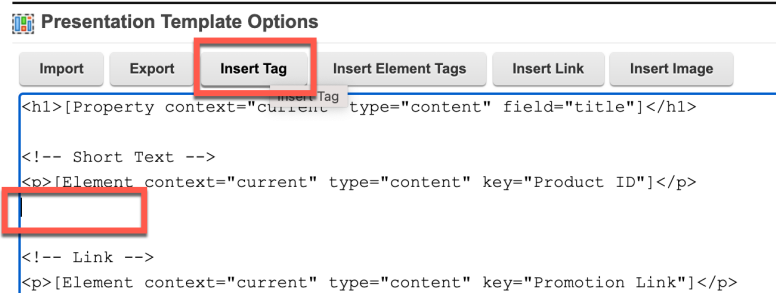 Presentation Template Options
Import Export Insert Tag Insert Element Tags Insert Link Insert Image
Insert Tag
<h1>[Property context="current" type="content" field="title"]</h1>
<!-- Short Text -->
<p>[Element context="current" type="content" key="Product ID"]</p>
<!-- Link -->
<p>[Element context="current" type="content" key="Promotion Link"]</p>